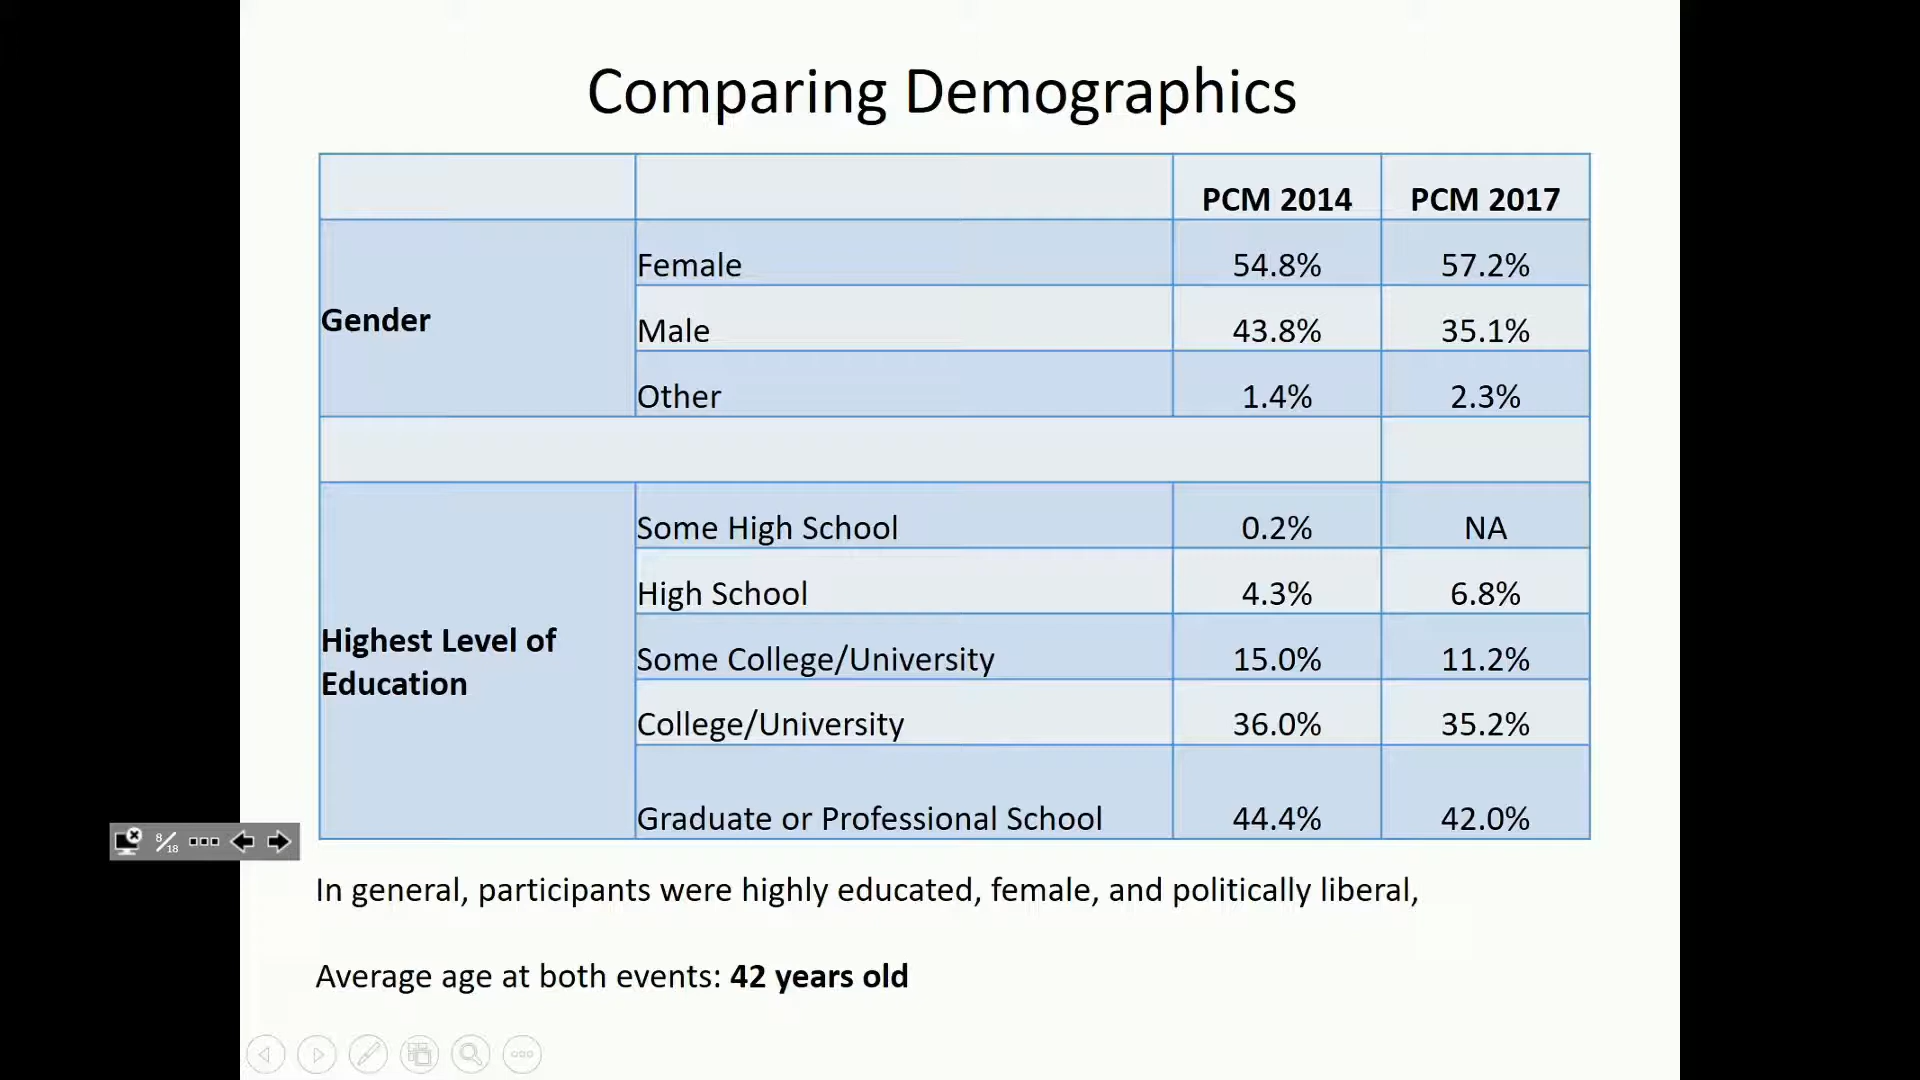 Comparing Demographics
PCM 2014 PCM 2017
Gender
Female 54.8% 57.2%
Male 43.8% 35.1%
Other 1.4% 2.3%
Highest Level of
Education
Some High School 0.2% NA
High School 4.3% 6.8%
Some College/University 15.0% 11.2%
College/University 36.0% 35.2%
Graduate or Professional School 44.4% 42.0%
8/18
In general, participants were highly educated, female, and politically liberal,
Average age at both events: 42 years old